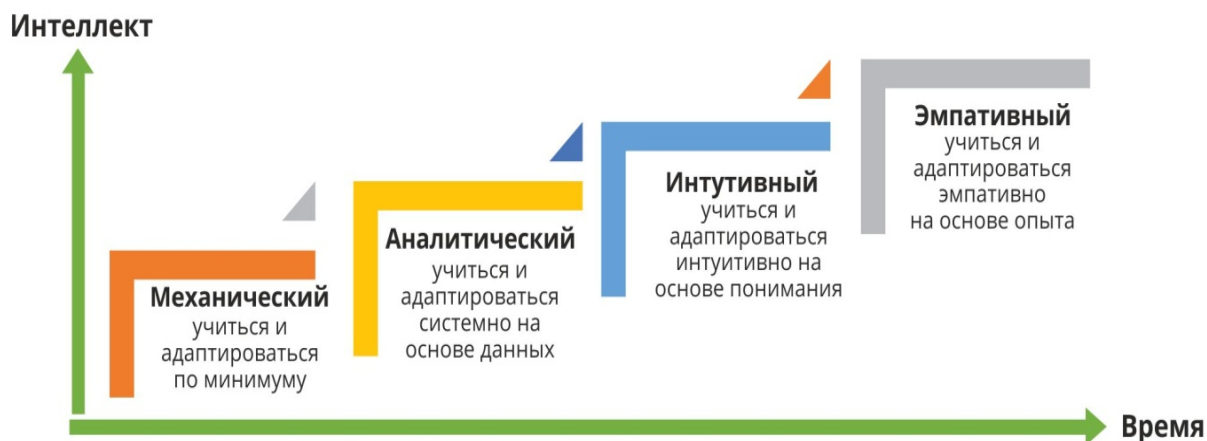 Интеллект
Механический
учиться и
адаптироваться
по минимуму
Аналитический
учиться и
адаптироваться
системно на
основе данных
Интутивный
учиться и
адаптироваться
интуитивно на
основе понимания
Эмпативный
учиться и
адаптироваться
эмпативно
на основе опыта
Время